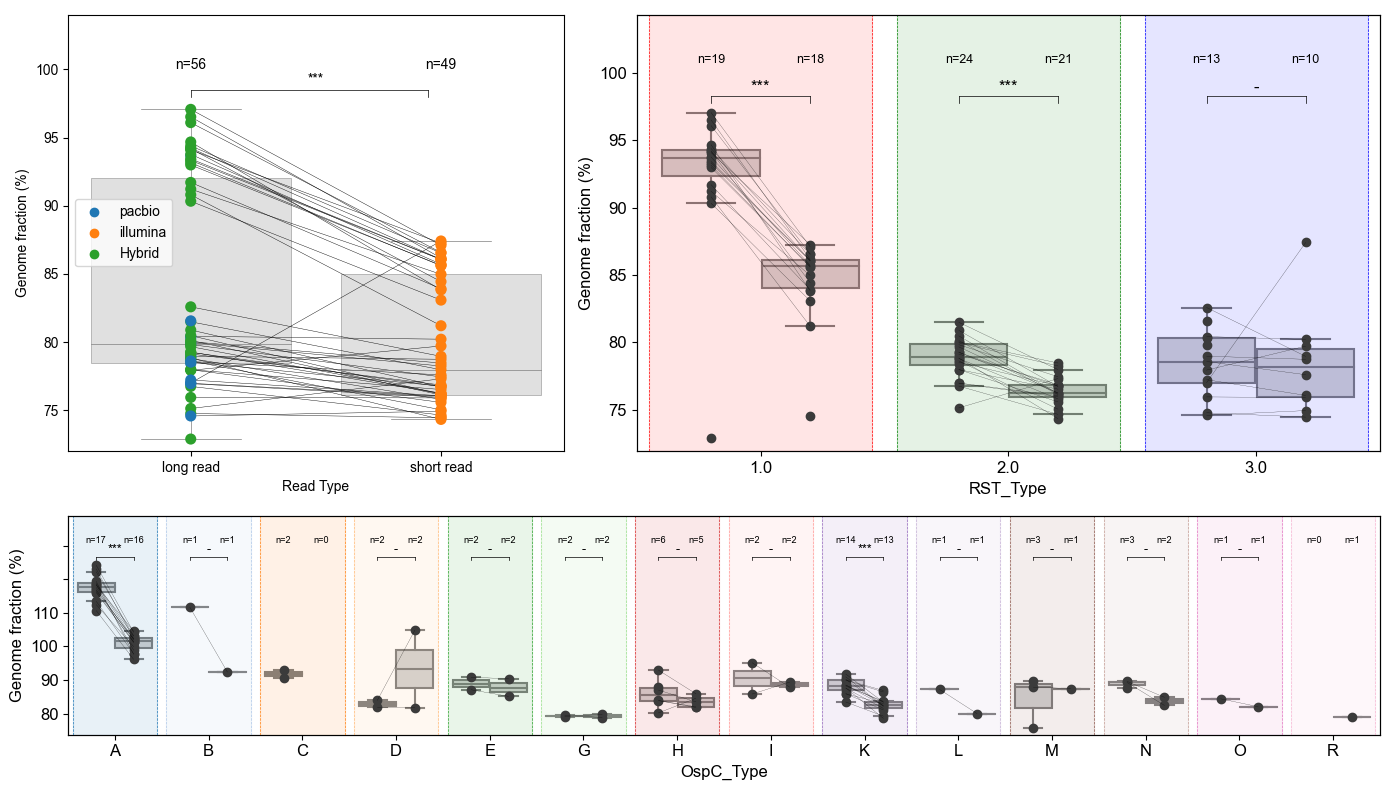 n=56
n=49
***
100
95
90
85
80
75
Genome fraction (%)
pacbio
illumina
Hybrid
long read
short read
Read Type
n=19
n=18
n=24
n=21
n=13
n=10
***
***
-
100
95
90
85
80
75
Genome fraction (%)
1.0
2.0
3.0
RST_Type
n=17 n=16 n=1 n=1 n=2 n=0 n=2 n=2 n=2 n=2 n=2 n=2 n=6 n=5 n=2 n=2 n=14 n=13 n=1 n=1 n=3 n=1 n=3 n=2 n=1 n=1 n=0 n=1
*** - - - - - - *** - - - -
110
100
90
80
Genome fraction (%)
A B C D E G H I K L M N O R
OspC_Type